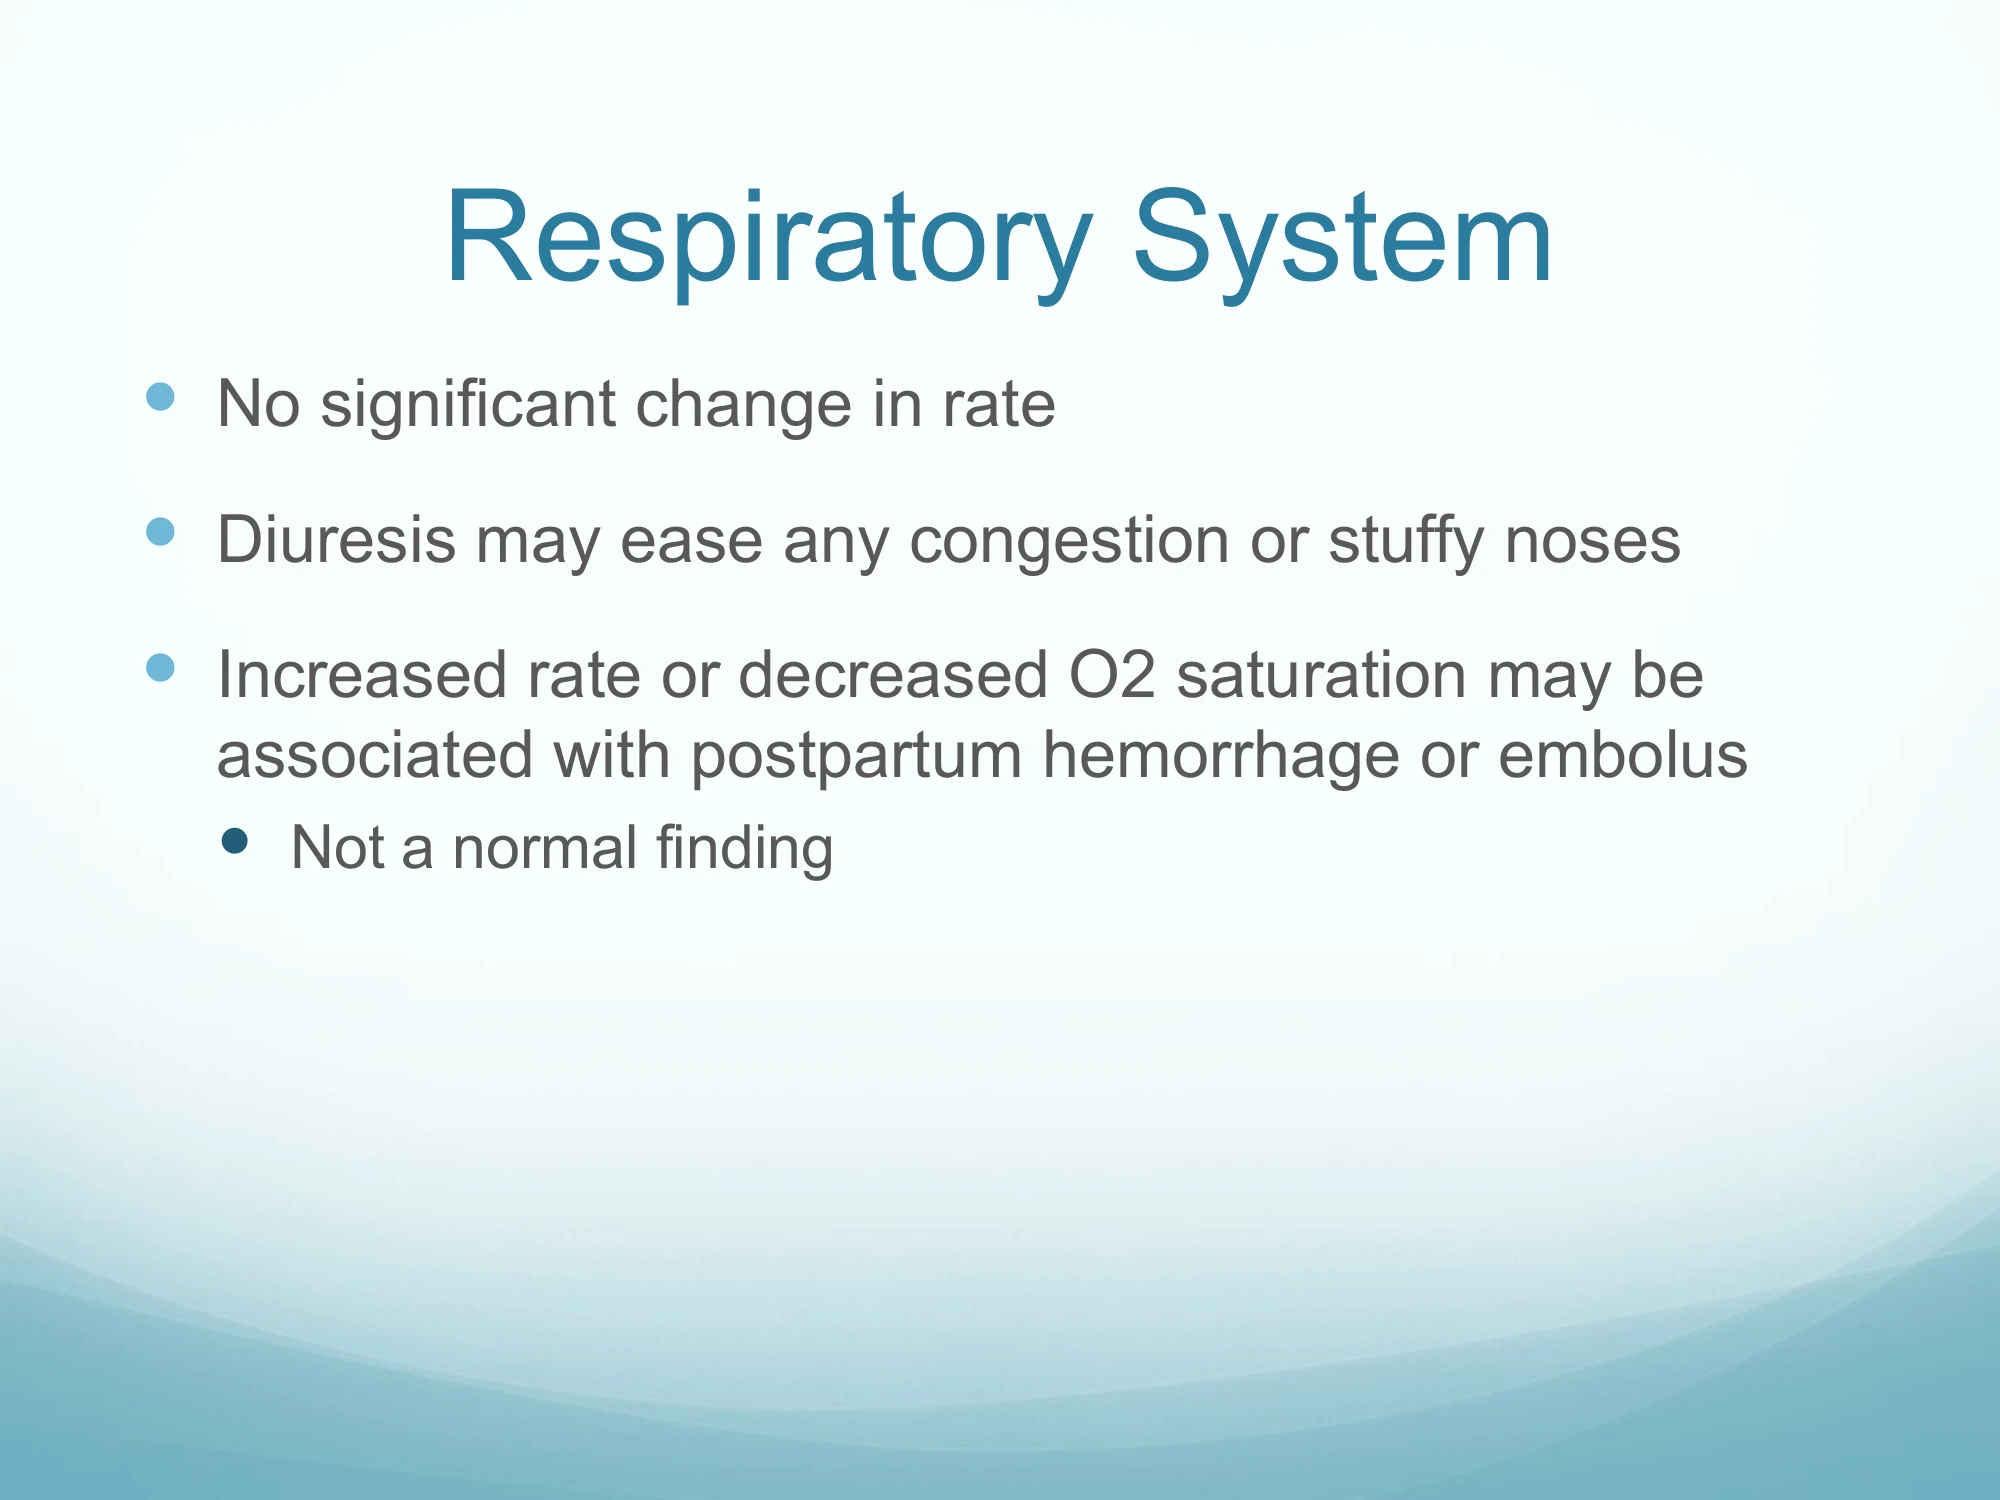 Respiratory System
• No significant change in rate
• Diuresis may ease any congestion or stuffy noses
• Increased rate or decreased O2 saturation may be
associated with postpartum hemorrhage or embolus
• Not a normal finding